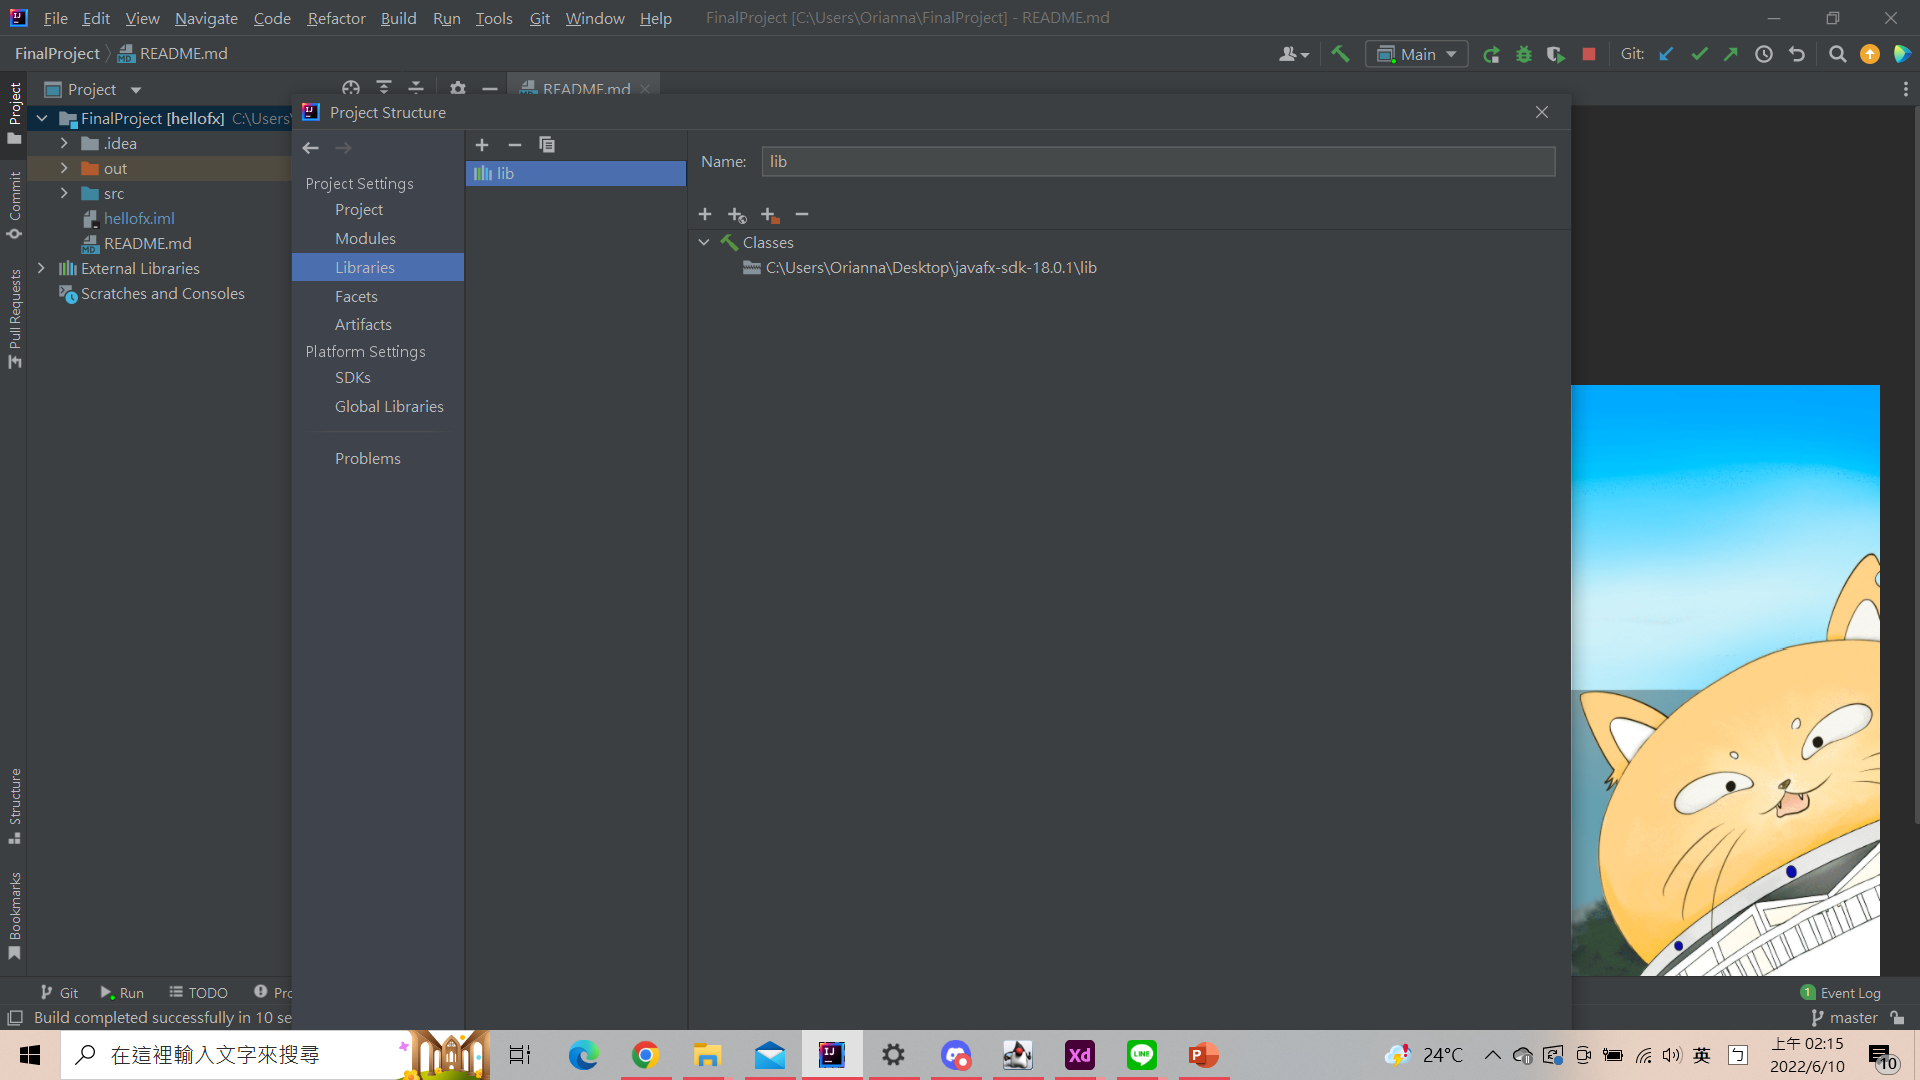 File Edit View Navigate Code Refactor Build Run Tools Git Window Help FinalProject [C:\Users\Orianna\FinalProject] - README.md
FinalProject README.md Main Git:
Project README.md
Project Structure
FinalProject [hellofx] C:\Users\
.idea
out
src
hellofx.iml
README.md
External Libraries
Scratches and Consoles
Project
Commit
Pull Requests
Structure
Bookmarks
Project Settings
Project
Modules
Libraries
Facets
Artifacts
Platform Settings
SDKs
Global Libraries
Problems
lib
Name: lib
Classes
C:\Users\Orianna\Desktop\javafx-sdk-18.0.1\lib
Git Run TODO Pro
1 Event Log
Build completed successfully in 10 se
master
在這裡輸入文字來搜尋
Xd
LINE
P
24°C
英
上午 02:15
2022/6/10
10